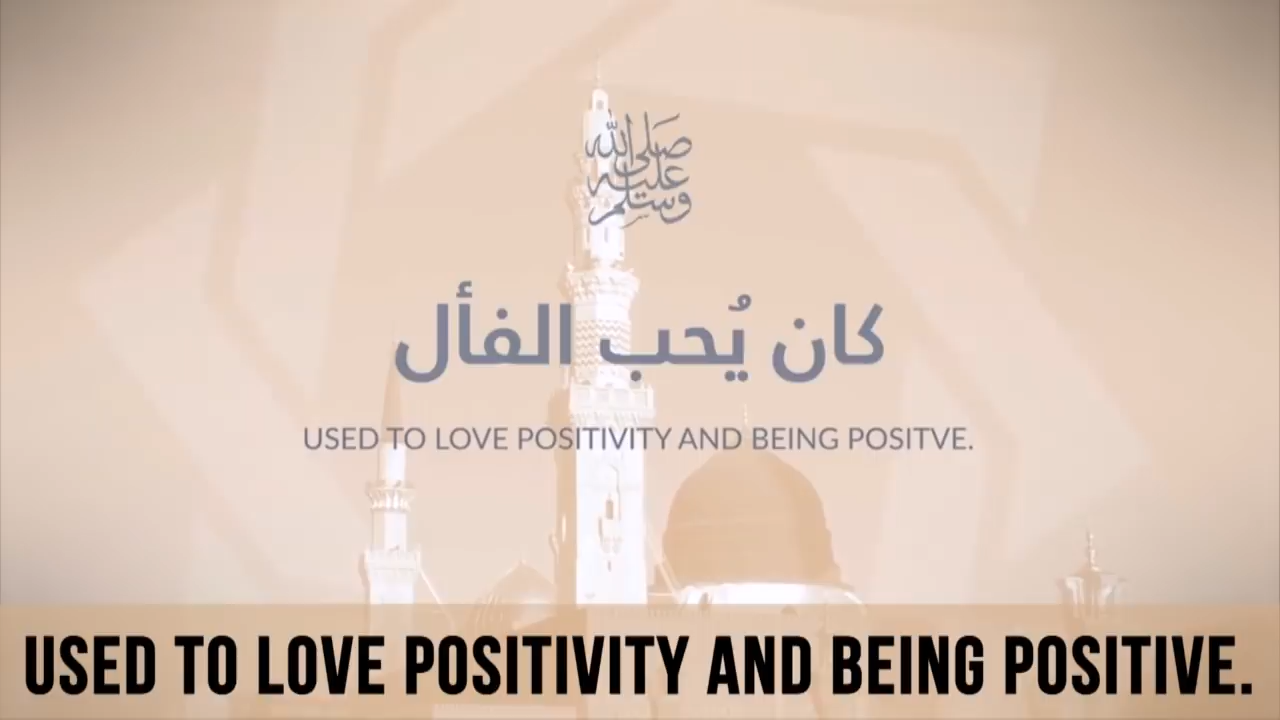 صلى الله
عليه
وسلم
كان يُحب الفأل
USED TO LOVE POSITIVITY AND BEING POSITVE.
USED TO LOVE POSITIVITY AND BEING POSITIVE.